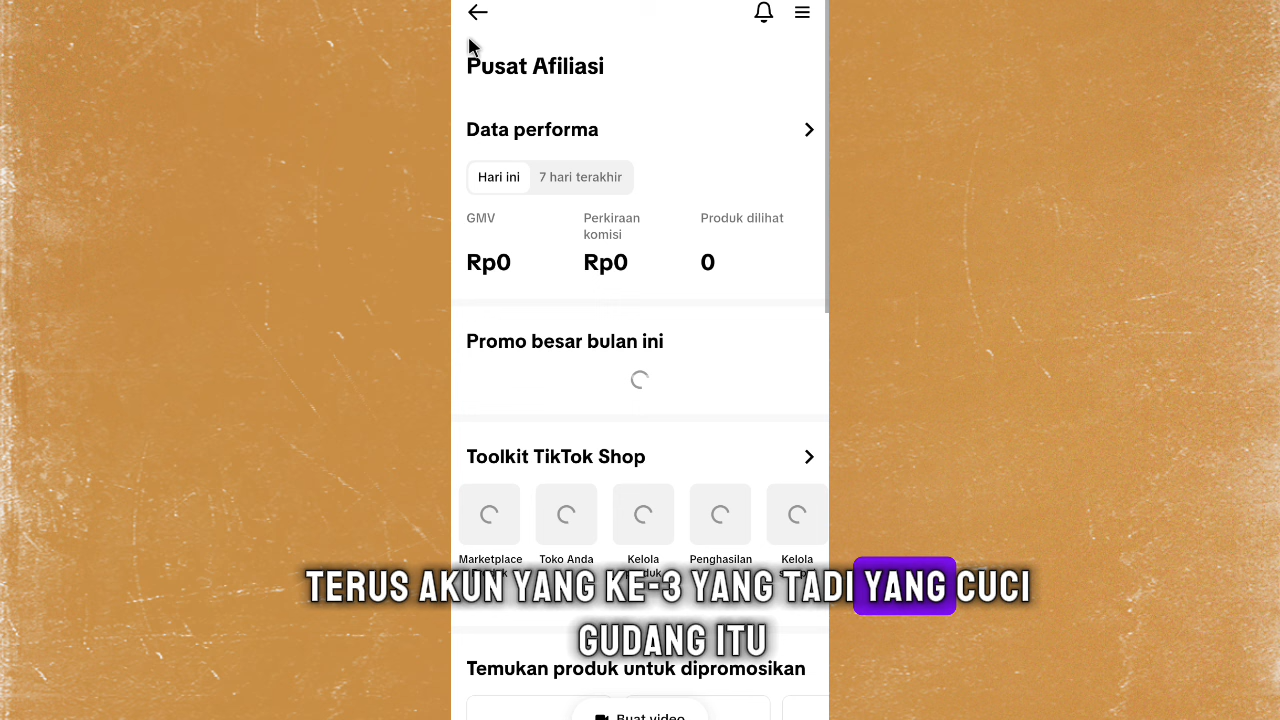 Pusat Afiliasi
Data performa
Hari ini 7 hari terakhir
GMV Perkiraan komisi Produk dilihat
Rp0 Rp0 0
Promo besar bulan ini
Toolkit TikTok Shop
Marketplace Toko Anda Kelola Penghasilan Kelola
TERUS AKUN YANG KE-3 YANG TADI YANG CUCI
GUDANG ITU
Temukan produk untuk dipromosikan
Buat video